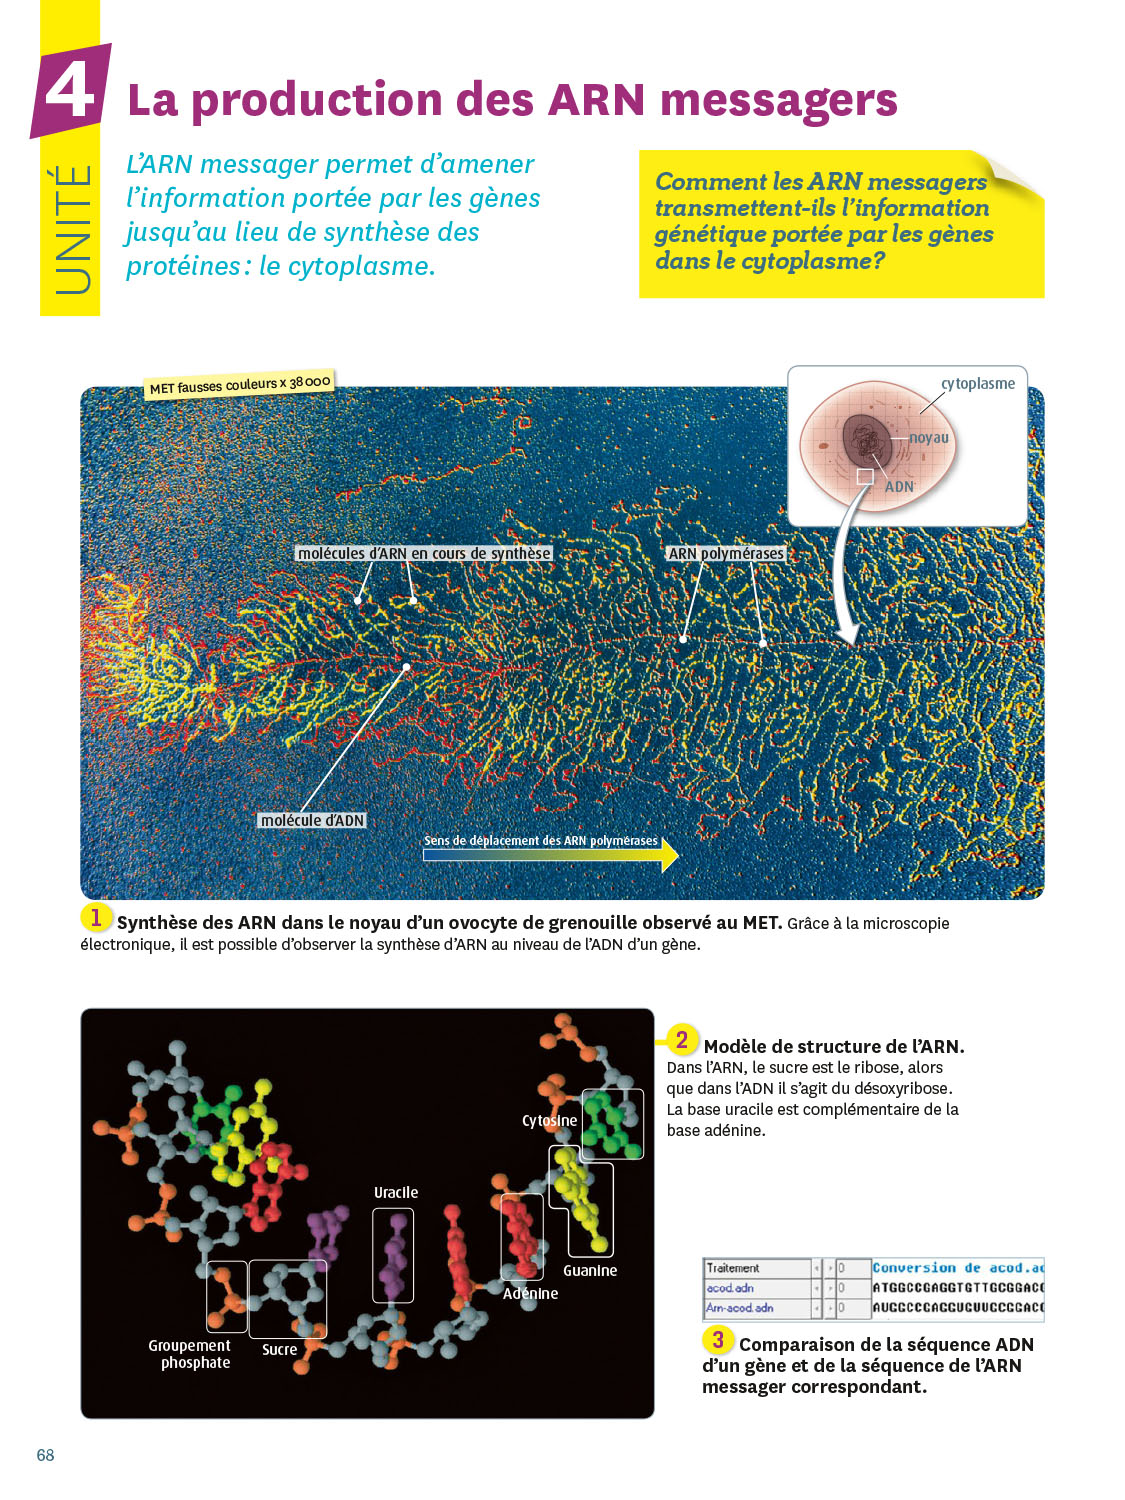 4
UNITÉ
La production des ARN messagers
L'ARN messager permet d'amener
l'information portée par les gènes
jusqu'au lieu de synthèse des
protéines : le cytoplasme.
Comment les ARN messagers
transmettent-ils l'information
génétique portée par les gènes
dans le cytoplasme ?
MET fausses couleurs x 38 000
cytoplasme
noyau
ADN
molécules d'ARN en cours de synthèse
ARN polymérases
molécule d'ADN
Sens de déplacement des ARN polymérases
1 Synthèse des ARN dans le noyau d'un ovocyte de grenouille observé au MET. Grâce à la microscopie
électronique, il est possible d'observer la synthèse d'ARN au niveau de l'ADN d'un gène.
Cytosine
Uracile
Guanine
Adénine
Groupement
phosphate
Sucre
2 Modèle de structure de l'ARN.
Dans l'ARN, le sucre est le ribose, alors
que dans l'ADN il s'agit du désoxyribose.
La base uracile est complémentaire de la
base adénine.
Traitement 0 Conversion de acod.ad
acod.adn 0 ATGGCCGAGGTGTTGCGGACG
Arn-acod.adn 0 AUGGCCGAGGUGUUGCGGACG
3 Comparaison de la séquence ADN
d'un gène et de la séquence de l'ARN
messager correspondant.
68